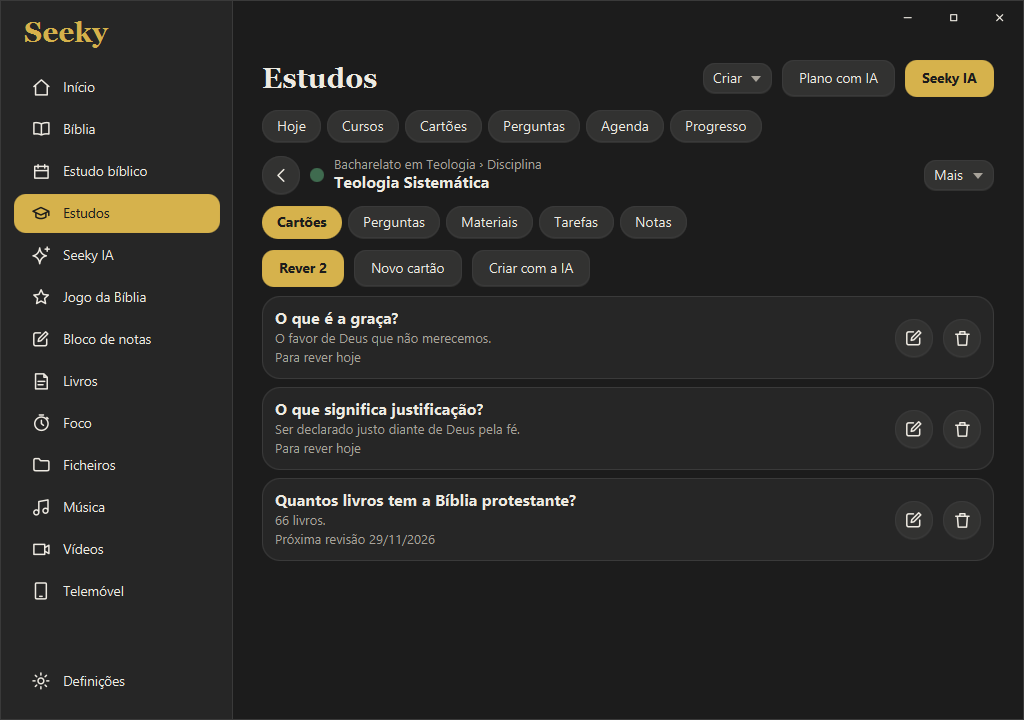 Seeky
Início
Bíblia
Estudo bíblico
Estudos
Seeky IA
Jogo da Bíblia
Bloco de notas
Livros
Foco
Ficheiros
Música
Vídeos
Telemóvel
Definições
Estudos
Criar
Plano com IA
Seeky IA
Hoje
Cursos
Cartões
Perguntas
Agenda
Progresso
Bacharelato em Teologia › Disciplina
Teologia Sistemática
Mais
Cartões
Perguntas
Materiais
Tarefas
Notas
Rever 2
Novo cartão
Criar com a IA
O que é a graça?
O favor de Deus que não merecemos.
Para rever hoje
O que significa justificação?
Ser declarado justo diante de Deus pela fé.
Para rever hoje
Quantos livros tem a Bíblia protestante?
66 livros.
Próxima revisão 29/11/2026